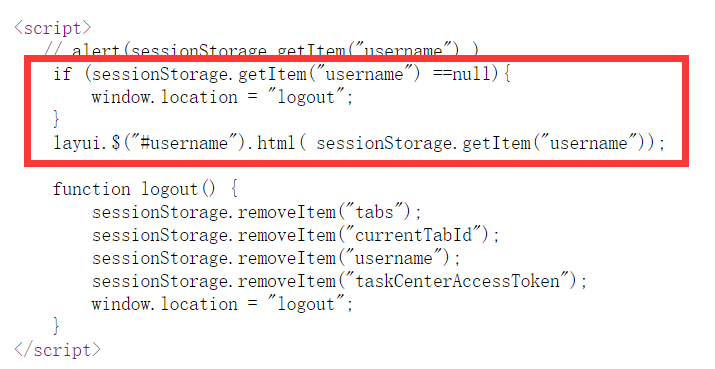 <script>
// alert(sessionStorage.getItem("username") )
if (sessionStorage.getItem("username") ==null){
window.location = "logout";
}
layui.$("#username").html( sessionStorage.getItem("username"));
function logout() {
sessionStorage.removeItem("tabs");
sessionStorage.removeItem("currentTabId");
sessionStorage.removeItem("username");
sessionStorage.removeItem("taskCenterAccessToken");
window.location = "logout";
}
</script>